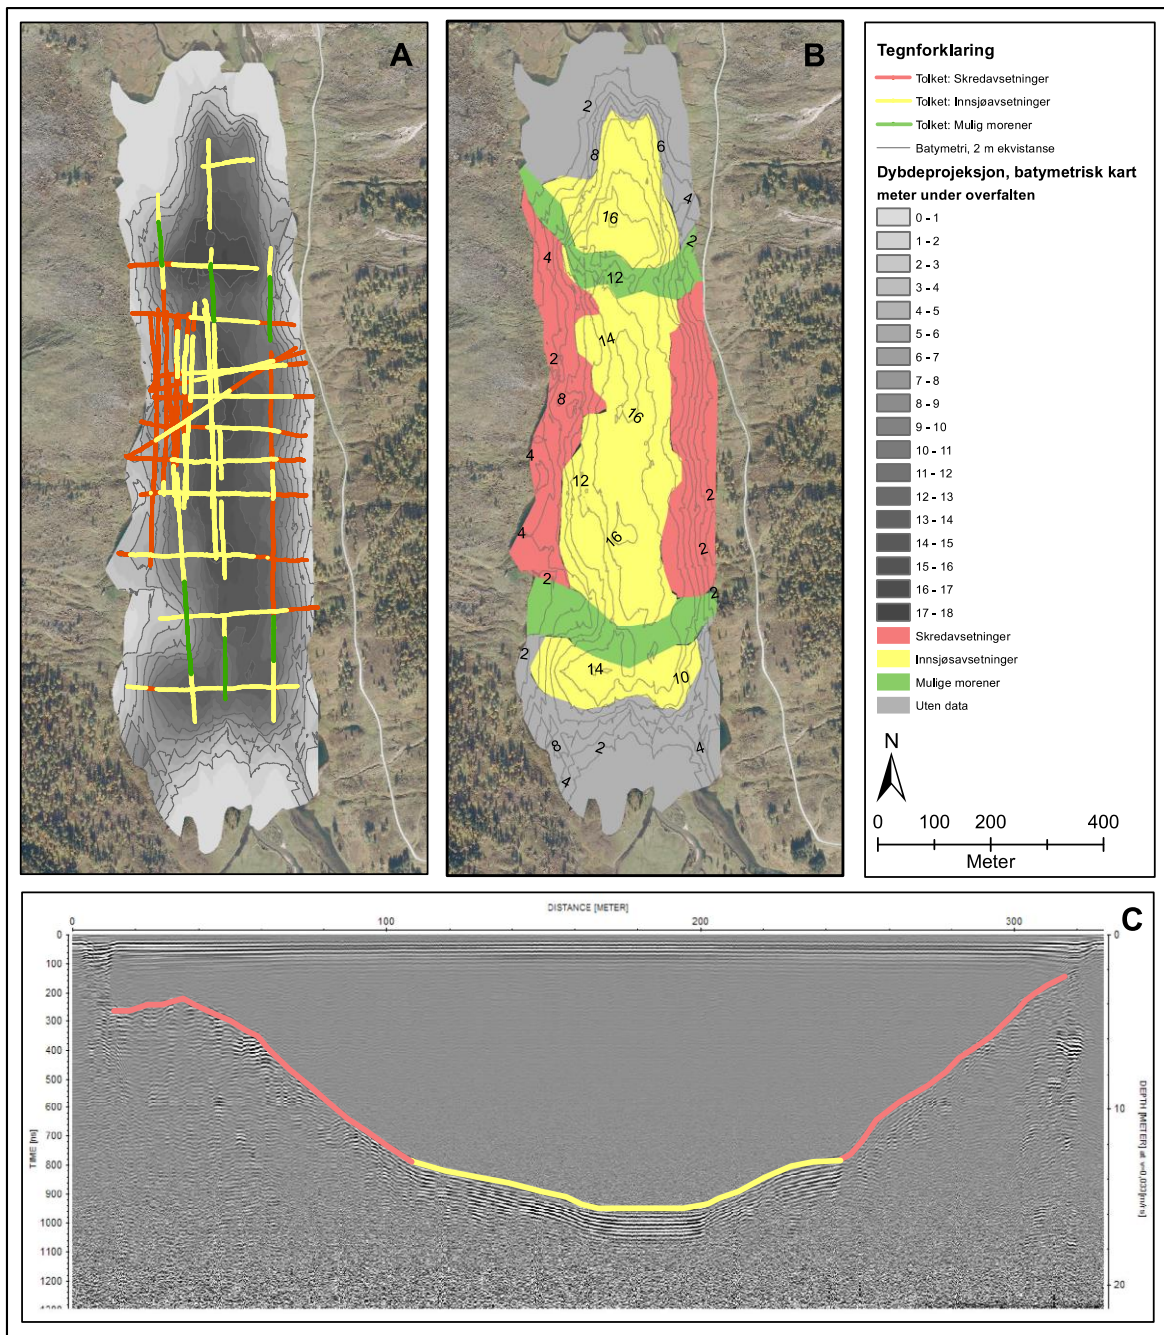 A
B
2
8
6
16
4
2
4
12
14
2
8
16
4
12
2
16
4
2
2
2
2
14
10
8
2
4
4
Tegnforklaring
Tolket: Skredavsetninger
Tolket: Innsjøavsetninger
Tolket: Mulig morener
Batymetri, 2 m ekvistanse
Dybdeprojeksjon, batymetrisk kart
meter under overfalten
0 - 1
1 - 2
2 - 3
3 - 4
4 - 5
5 - 6
6 - 7
7 - 8
8 - 9
9 - 10
10 - 11
11 - 12
12 - 13
13 - 14
14 - 15
15 - 16
16 - 17
17 - 18
Skredavsetninger
Innsjøsavsetninger
Mulige morener
Uten data
N
0 100 200 400
Meter
C
DISTANCE [METER]
0 100 200 300
0
100
200
300
400
500
600
700
800
900
1000
1100
1200
TIME [ns]
0
10
20
DEPTH [METER] at v=0.033[m/ns]